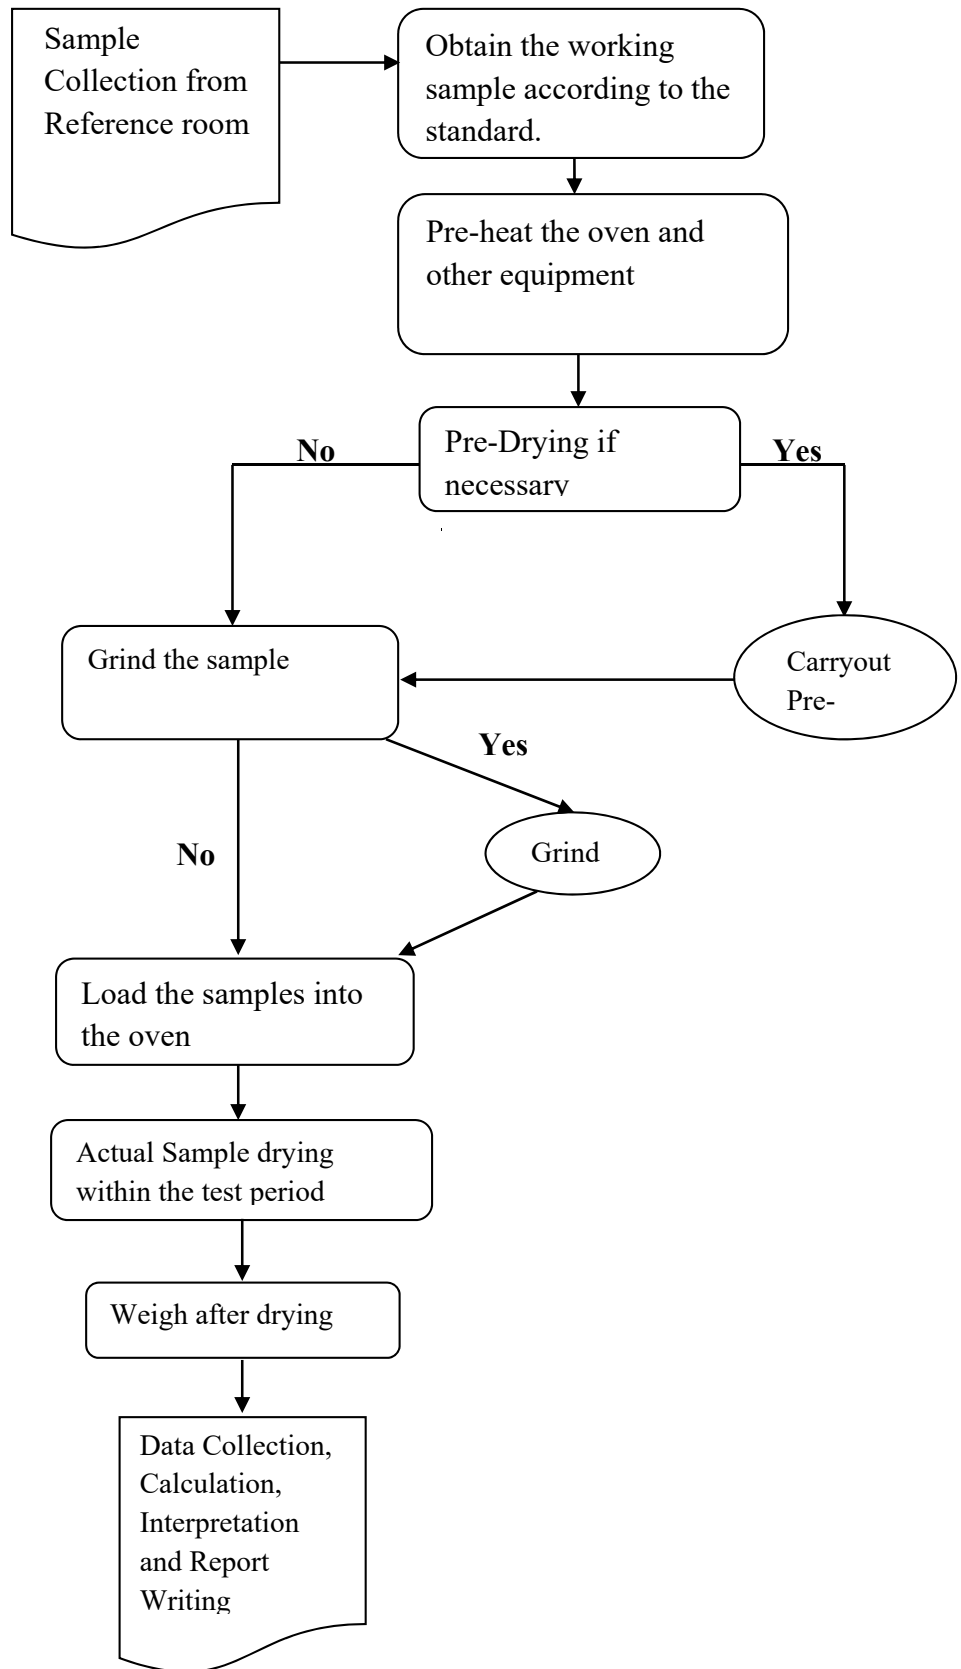 Sample
Collection from
Reference room
Obtain the working
sample according to the
standard.
Pre-heat the oven and
other equipment
No
Pre-Drying if
necessary
Yes
Grind the sample
Carryout
Pre-
Yes
No
Grind
Load the samples into
the oven
Actual Sample drying
within the test period
Weigh after drying
Data Collection,
Calculation,
Interpretation
and Report
Writing